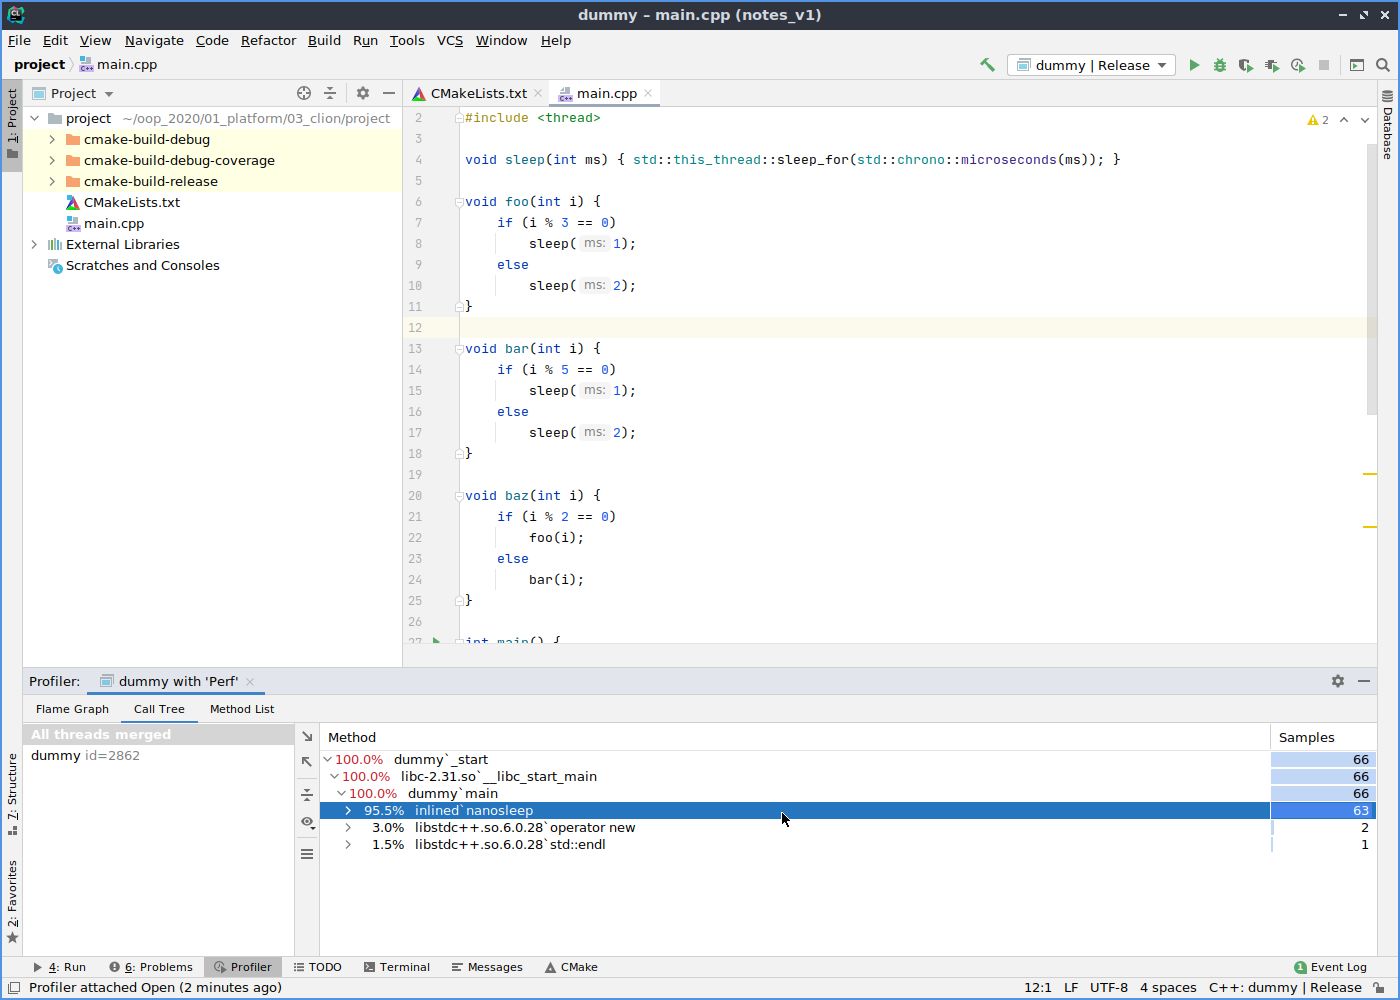 dummy – main.cpp (notes_v1)
File Edit View Navigate Code Refactor Build Run Tools VCS Window Help
project main.cpp
dummy | Release
1: Project
Project
project ~/oop_2020/01_platform/03_clion/project
cmake-build-debug
cmake-build-debug-coverage
cmake-build-release
CMakeLists.txt
main.cpp
External Libraries
Scratches and Consoles
CMakeLists.txt main.cpp
2
Database
2 #include <thread>
3
4 void sleep(int ms) { std::this_thread::sleep_for(std::chrono::microseconds(ms)); }
5
6 void foo(int i) {
7 if (i % 3 == 0)
8 sleep( ms: 1);
9 else
10 sleep( ms: 2);
11 }
12
13 void bar(int i) {
14 if (i % 5 == 0)
15 sleep( ms: 1);
16 else
17 sleep( ms: 2);
18 }
19
20 void baz(int i) {
21 if (i % 2 == 0)
22 foo(i);
23 else
24 bar(i);
25 }
26
27 int main() {
Profiler: dummy with 'Perf'
Flame Graph Call Tree Method List
All threads merged
dummy id=2862
7: Structure
2: Favorites
Method Samples
100.0% dummy`_start 66
100.0% libc-2.31.so`__libc_start_main 66
100.0% dummy`main 66
95.5% inlined`nanosleep 63
3.0% libstdc++.so.6.0.28`operator new 2
1.5% libstdc++.so.6.0.28`std::endl 1
4: Run 6: Problems Profiler TODO Terminal Messages CMake 1 Event Log
Profiler attached Open (2 minutes ago) 12:1 LF UTF-8 4 spaces C++: dummy | Release